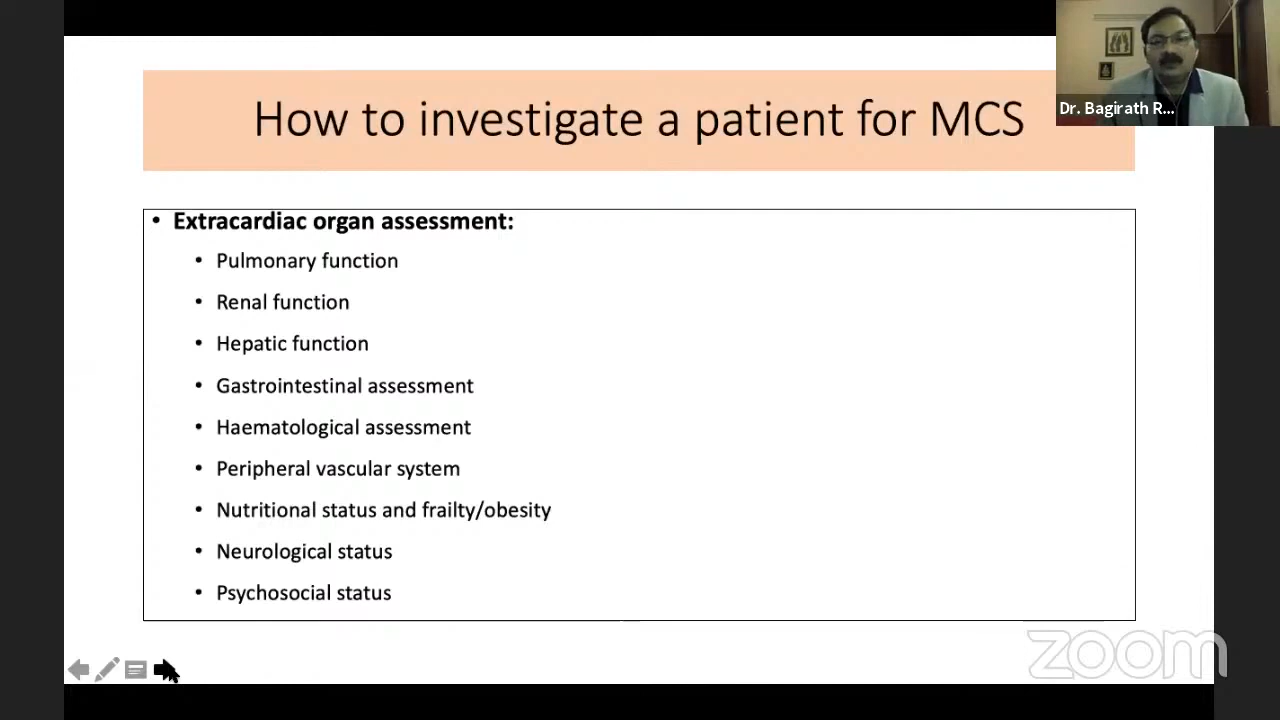 How to investigate a patient for MCS
Dr. Bagirath R...
• Extracardiac organ assessment:
• Pulmonary function
• Renal function
• Hepatic function
• Gastrointestinal assessment
• Haematological assessment
• Peripheral vascular system
• Nutritional status and frailty/obesity
• Neurological status
• Psychosocial status
zoom